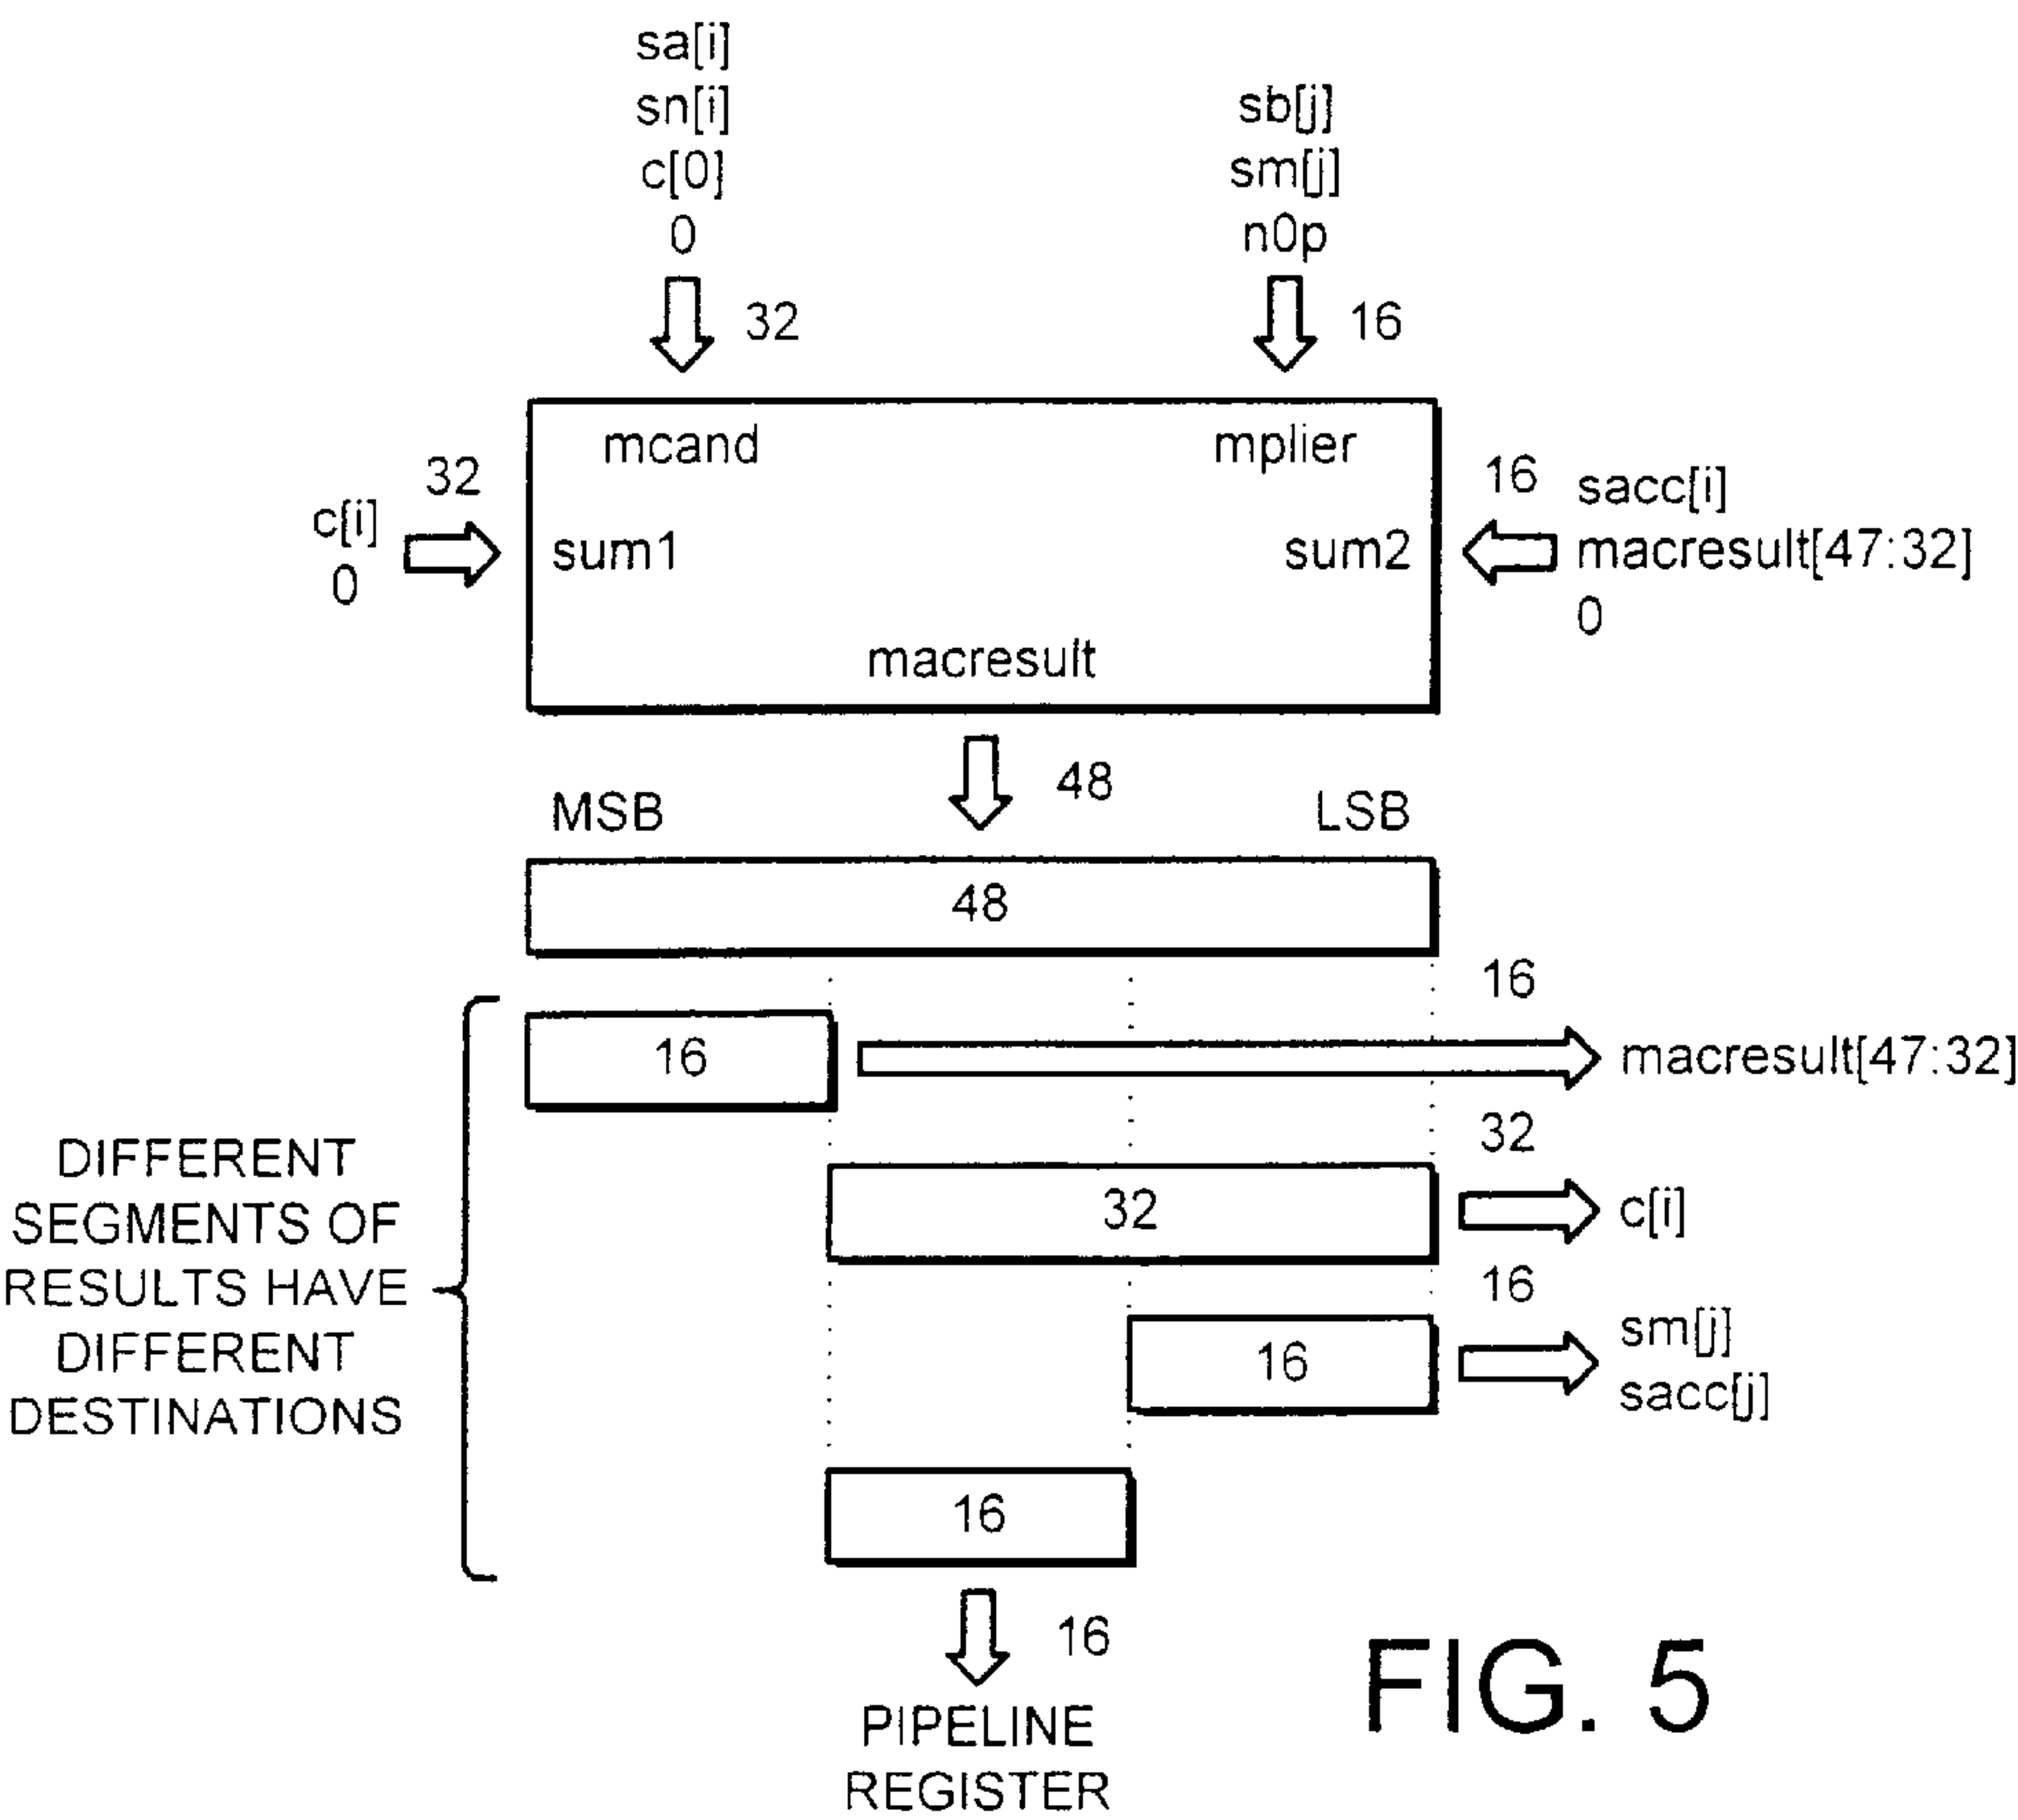 sa[i]
sn[i]
c[0]
0
32
sb[j]
sm[j]
n0p
16
mcand
mplier
32
c[i]
0
sum1
sum2
16
sacc[i]
macresult[47:32]
0
macresult
48
MSB
LSB
48
16
16
macresult[47:32]
32
32
c[i]
16
16
sm[j]
sacc[j]
DIFFERENT
SEGMENTS OF
RESULTS HAVE
DIFFERENT
DESTINATIONS
16
16
PIPELINE
REGISTER
FIG. 5